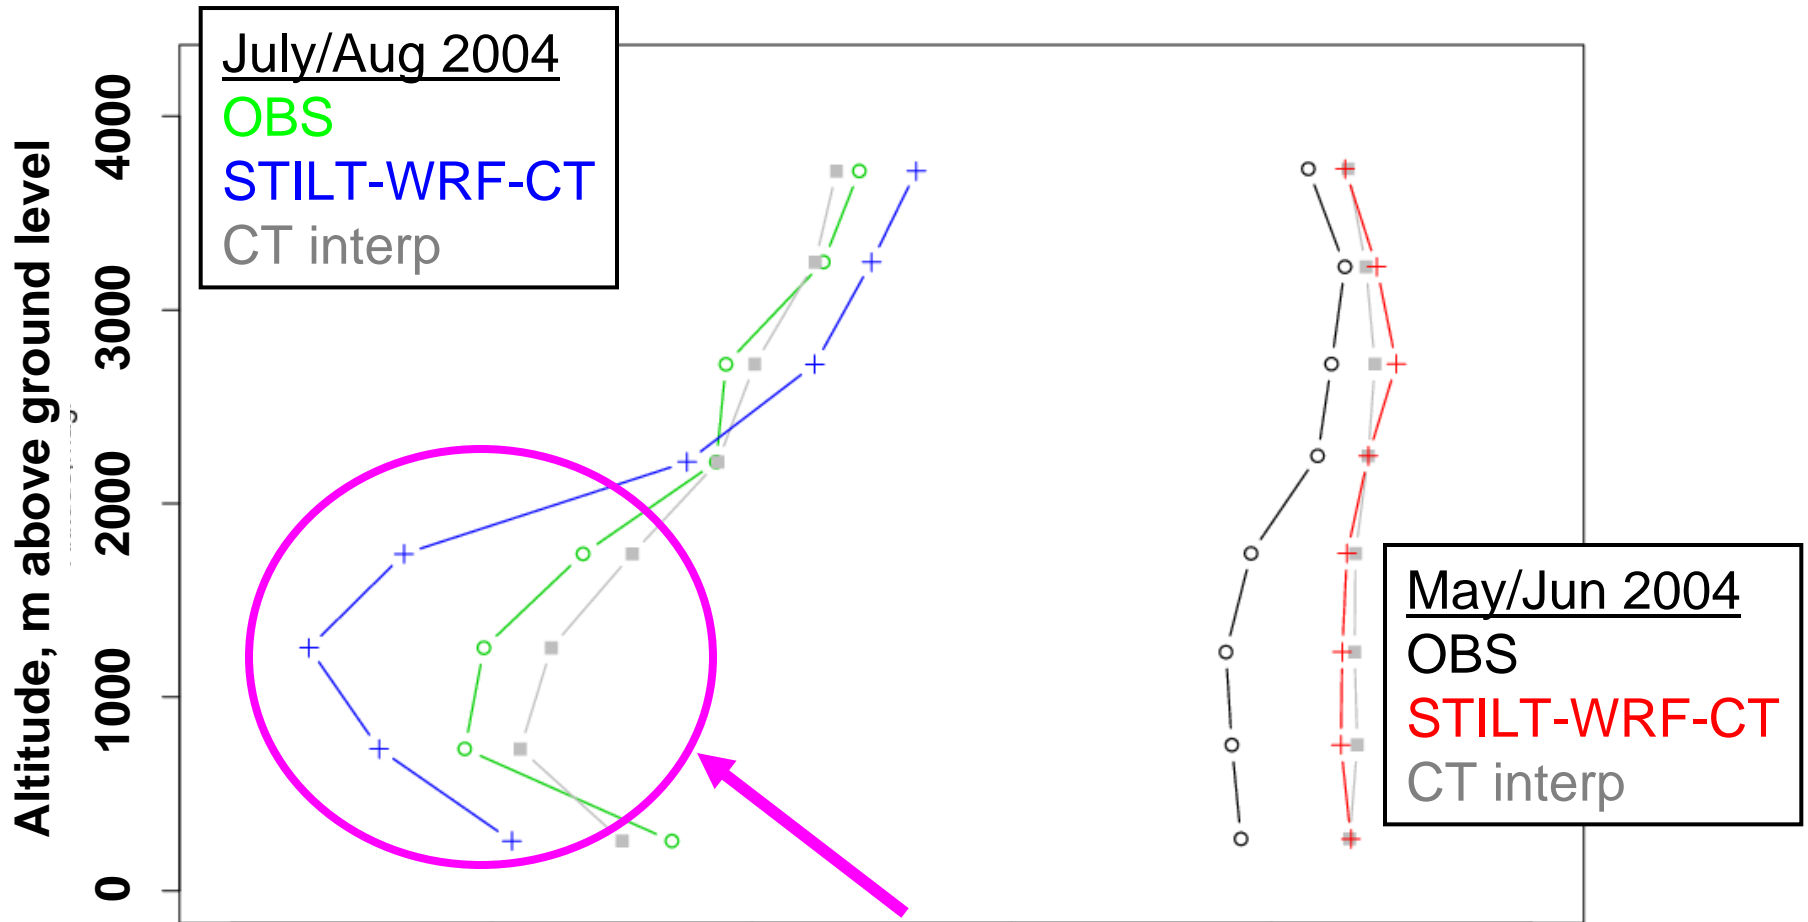 July/Aug 2004
OBS
STILT-WRF-CT
CT interp
Altitude, m above ground level
4000
3000
2000
1000
0
May/Jun 2004
OBS
STILT-WRF-CT
CT interp